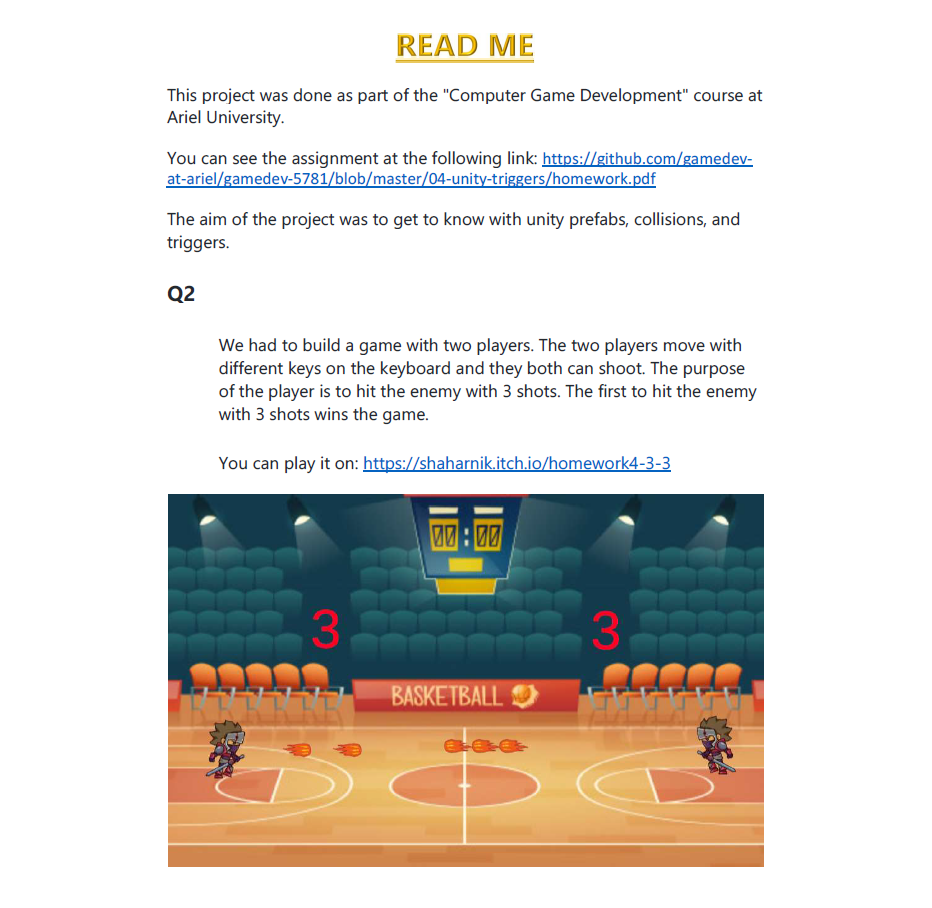 READ ME
This project was done as part of the "Computer Game Development" course at
Ariel University.
You can see the assignment at the following link: https://github.com/gamedev-
at-ariel/gamedev-5781/blob/master/04-unity-triggers/homework.pdf
The aim of the project was to get to know with unity prefabs, collisions, and
triggers.
Q2
We had to build a game with two players. The two players move with
different keys on the keyboard and they both can shoot. The purpose
of the player is to hit the enemy with 3 shots. The first to hit the enemy
with 3 shots wins the game.
You can play it on: https://shaharnik.itch.io/homework4-3-3
00:00
3 3
BASKETBALL